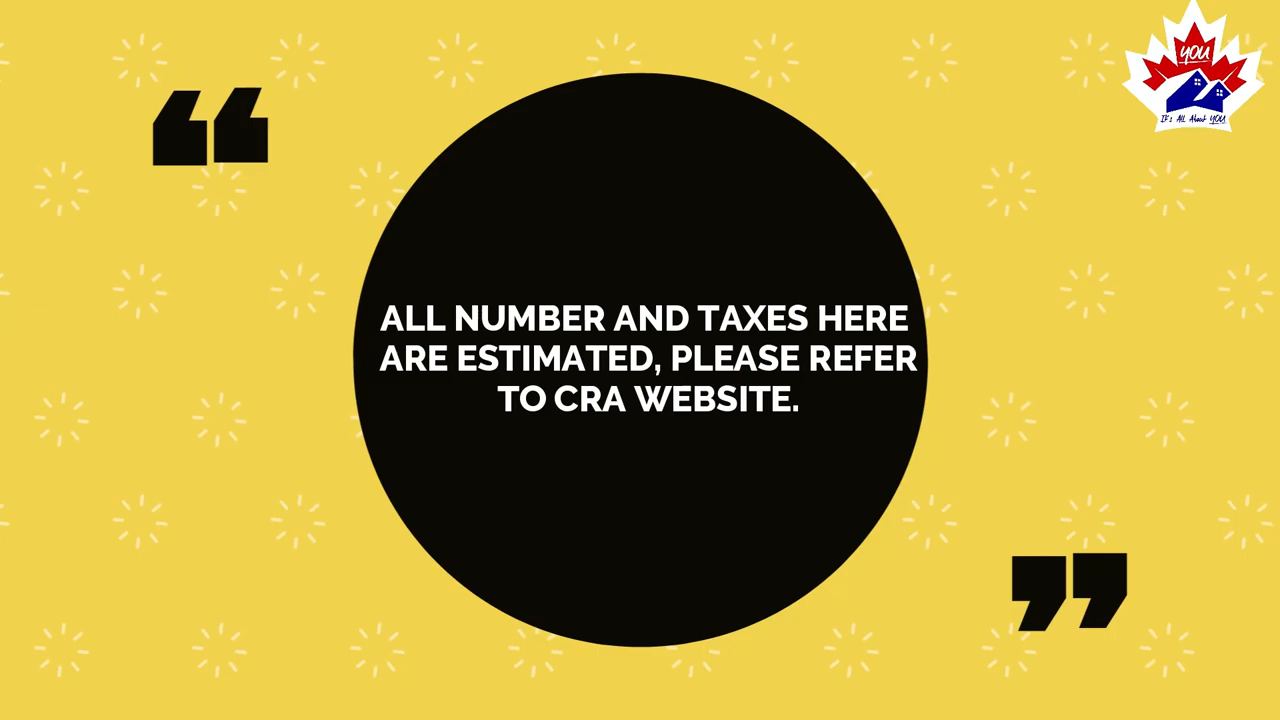 YOU
It's All About YOU
ALL NUMBER AND TAXES HERE
ARE ESTIMATED, PLEASE REFER
TO CRA WEBSITE.